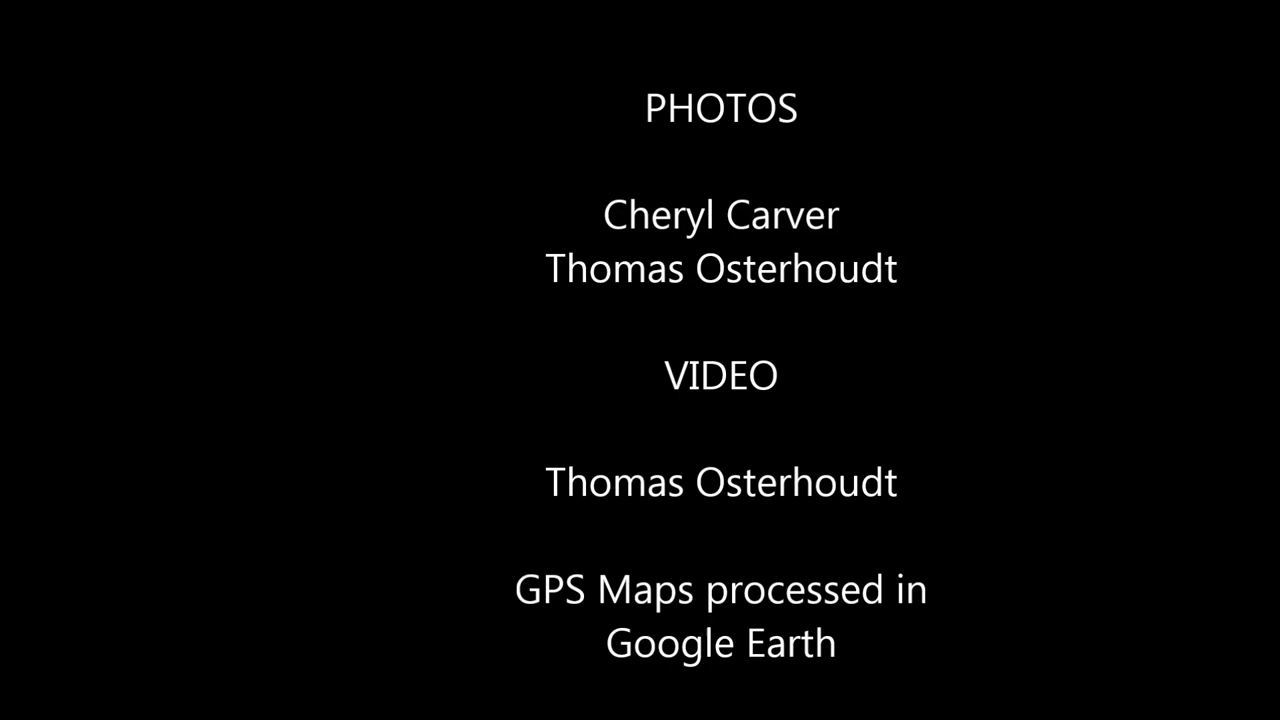 PHOTOS
Cheryl Carver
Thomas Osterhoudt
VIDEO
Thomas Osterhoudt
GPS Maps processed in
Google Earth